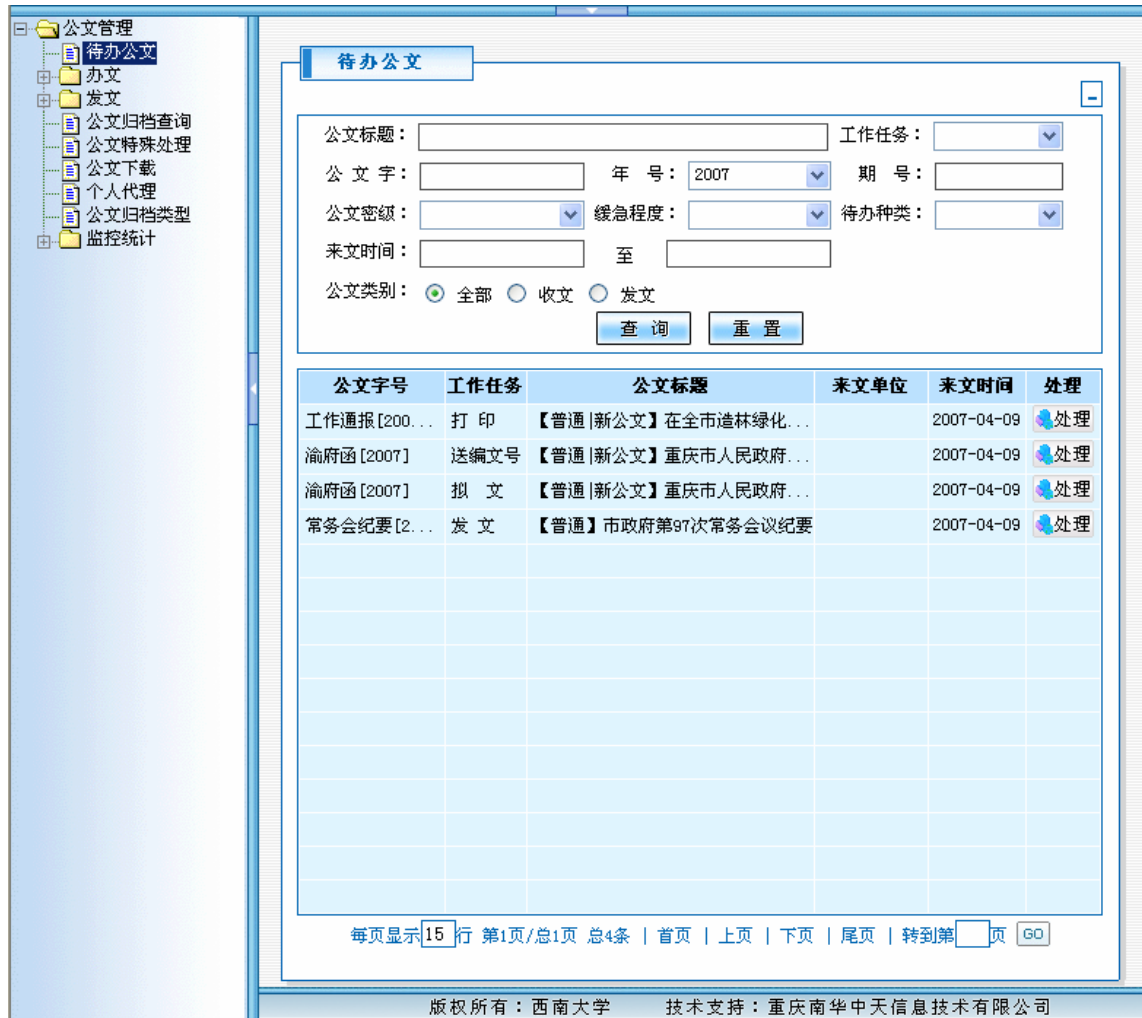 公文管理
待办公文
办文
发文
公文归档查询
公文特殊处理
公文下载
个人代理
公文归档类型
监控统计
待办公文
公文标题： 工作任务：
公 文 字： 年 号： 2007 期 号：
公文密级： 缓急程度： 待办种类：
来文时间： 至
公文类别： 全部 收文 发文
查 询 重 置
公文字号 工作任务 公文标题 来文单位 来文时间 处理
工作通报[200... 打 印 【普通|新公文】在全市造林绿化... 2007-04-09 处理
渝府函[2007] 送编文号 【普通|新公文】重庆市人民政府... 2007-04-09 处理
渝府函[2007] 拟 文 【普通|新公文】重庆市人民政府... 2007-04-09 处理
常务会纪要[2... 发 文 【普通】市政府第97次常务会议纪要 2007-04-09 处理
每页显示15行 第1页/总1页 总4条 | 首页 | 上页 | 下页 | 尾页 | 转到第 页 GO
版权所有：西南大学 技术支持：重庆南华中天信息技术有限公司